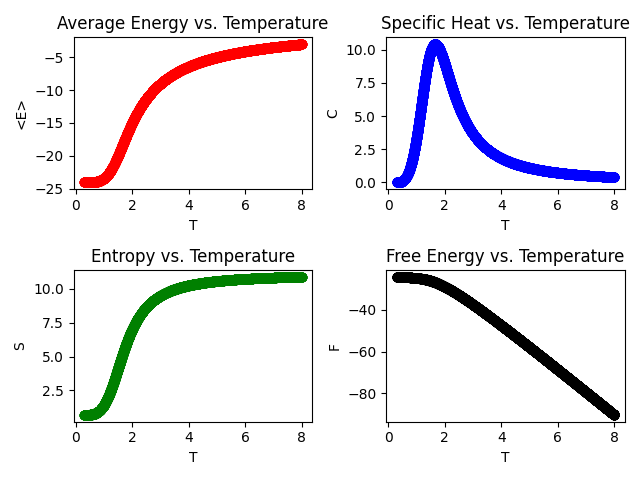 Average Energy vs. Temperature
<E>
−5
−10
−15
−20
−25
0 2 4 6 8
T
Specific Heat vs. Temperature
C
10.0
7.5
5.0
2.5
0.0
0 2 4 6 8
T
Entropy vs. Temperature
S
10.0
7.5
5.0
2.5
0 2 4 6 8
T
Free Energy vs. Temperature
F
−40
−60
−80
0 2 4 6 8
T